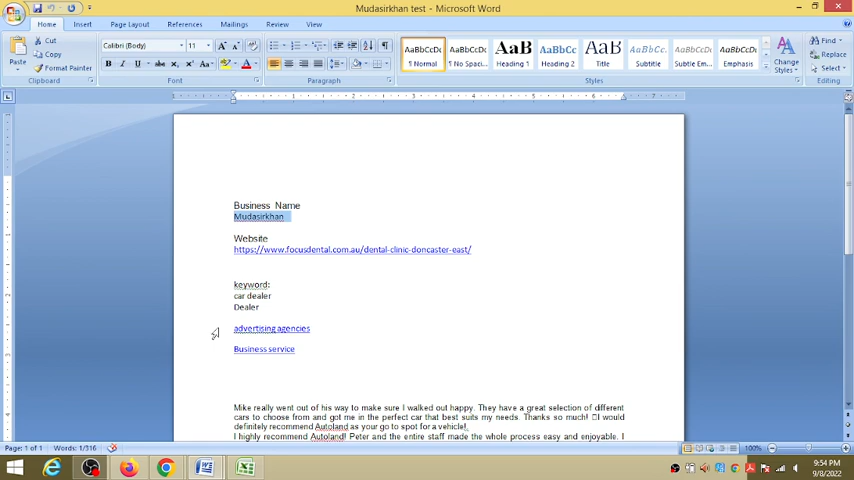 Mudasirkhan test - Microsoft Word
Home Insert Page Layout References Mailings Review View
Cut
Copy
Format Painter
Paste
Clipboard
Calibri (Body) 11
Font
Paragraph
AaBbCcDc AaBbCcDc AaBbC AaBbCc AaBbC AaBbCc. AaBbCcDc AaBbCcDc
¶ Normal ¶ No Spaci... Heading 1 Heading 2 Title Subtitle Subtle Em... Emphasis
Styles
Change
Styles
Find
Replace
Select
Editing
Business Name
Mudasirkhan
Website
https://www.focusdental.com.au/dental-clinic-doncaster-east/
keyword:
car dealer
Dealer
advertising agencies
Business service
Mike really went out of his way to make sure I walked out happy. They have a great selection of different
cars to choose from and got me in the perfect car that best suits my needs. Thanks so much! □I would
definitely recommend Autoland as your go to spot for a vehicle!.
I highly recommend Autoland! Peter and the entire staff made the whole process easy and enjoyable. I
Page: 1 of 1 Words: 1/316
100%
9:54 PM
9/8/2022